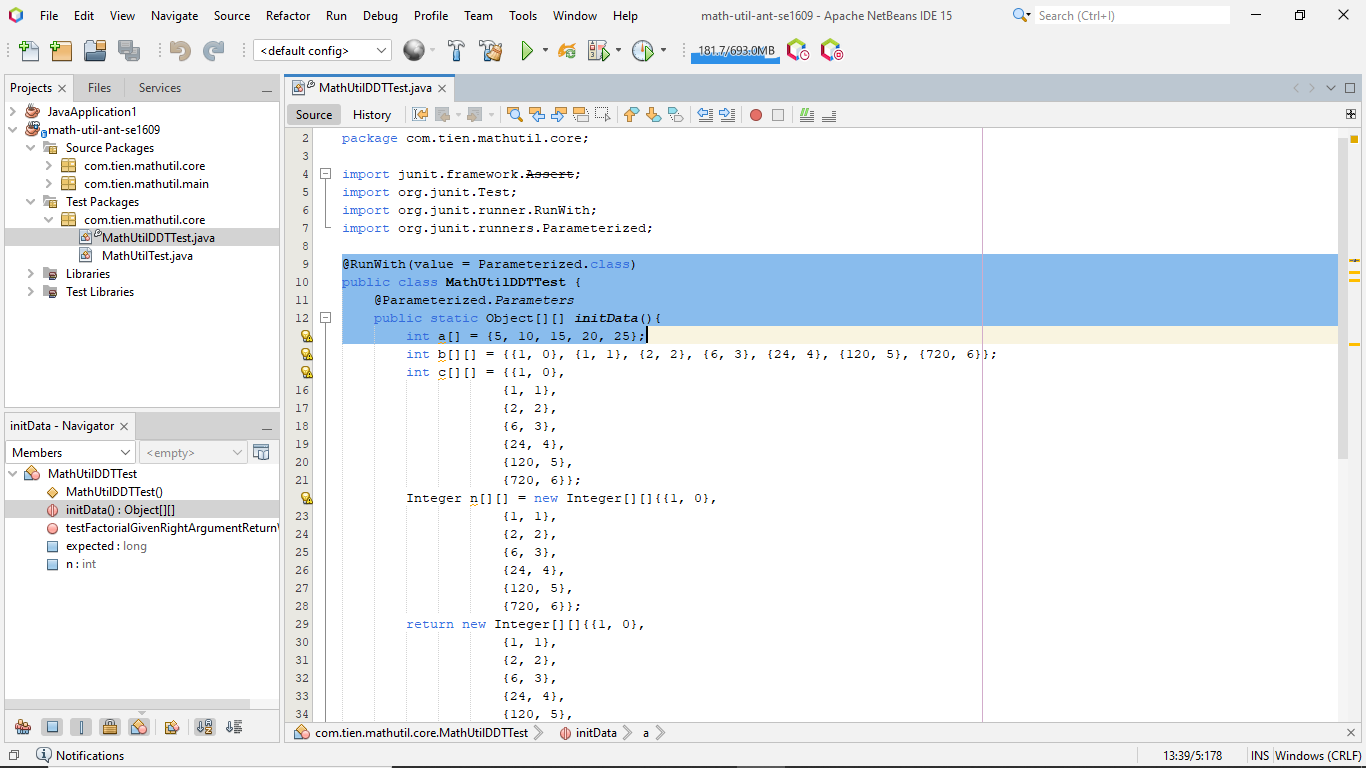 File Edit View Navigate Source Refactor Run Debug Profile Team Tools Window Help math-util-ant-se1609 - Apache NetBeans IDE 15 Search (Ctrl+I)
<default config> 181.7/693.0MB
Projects Files Services MathUtilDDTTest.java
Source History
JavaApplication1
math-util-ant-se1609
Source Packages
com.tien.mathutil.core
com.tien.mathutil.main
Test Packages
com.tien.mathutil.core
MathUtilDDTTest.java
MathUtilTest.java
Libraries
Test Libraries
initData - Navigator
Members <empty>
MathUtilDDTTest
MathUtilDDTTest()
initData() : Object[][]
testFactorialGivenRightArgumentReturn
expected : long
n : int
2 package com.tien.mathutil.core;
3
4 import junit.framework.Assert;
5 import org.junit.Test;
6 import org.junit.runner.RunWith;
7 import org.junit.runners.Parameterized;
8
9 @RunWith(value = Parameterized.class)
10 public class MathUtilDDTTest {
11 @Parameterized.Parameters
12 public static Object[][] initData(){
int a[] = {5, 10, 15, 20, 25};
int b[][] = {{1, 0}, {1, 1}, {2, 2}, {6, 3}, {24, 4}, {120, 5}, {720, 6}};
int c[][] = {{1, 0},
16 {1, 1},
17 {2, 2},
18 {6, 3},
19 {24, 4},
20 {120, 5},
21 {720, 6}};
Integer n[][] = new Integer[][]{{1, 0},
23 {1, 1},
24 {2, 2},
25 {6, 3},
26 {24, 4},
27 {120, 5},
28 {720, 6}};
29 return new Integer[][]{{1, 0},
30 {1, 1},
31 {2, 2},
32 {6, 3},
33 {24, 4},
34 {120, 5},
com.tien.mathutil.core.MathUtilDDTTest initData a
Notifications 13:39/5:178 INS Windows (CRLF)